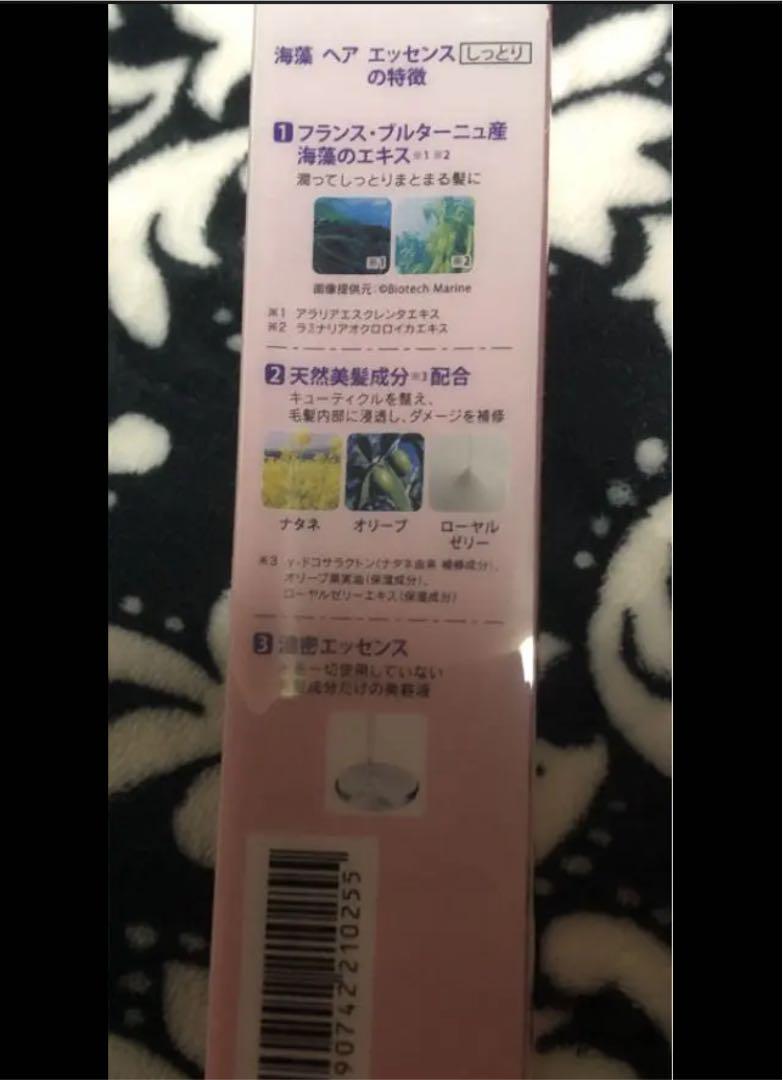 海藻 ヘア エッセンス しっとり
の特徴
1 フランス・ブルターニュ産
海藻のエキス※1 ※2
潤ってしっとりまとまる髪に
※1 ※2
画像提供元:©Biotech Marine
※1 アラリアエスクレンタエキス
※2 ラミナリアオクロロイカエキス
2 天然美髪成分※3配合
キューティクルを整え、
毛髪内部に浸透し、ダメージを補修
ナタネ オリーブ ローヤル
ゼリー
※3 γ-ドコサラクトン(ナタネ由来 補修成分)、
オリーブ果実油(保湿成分)、
ローヤルゼリーエキス(保湿成分)
3 濃密エッセンス
を一切使用していない
成分だけの美容液
90742210255